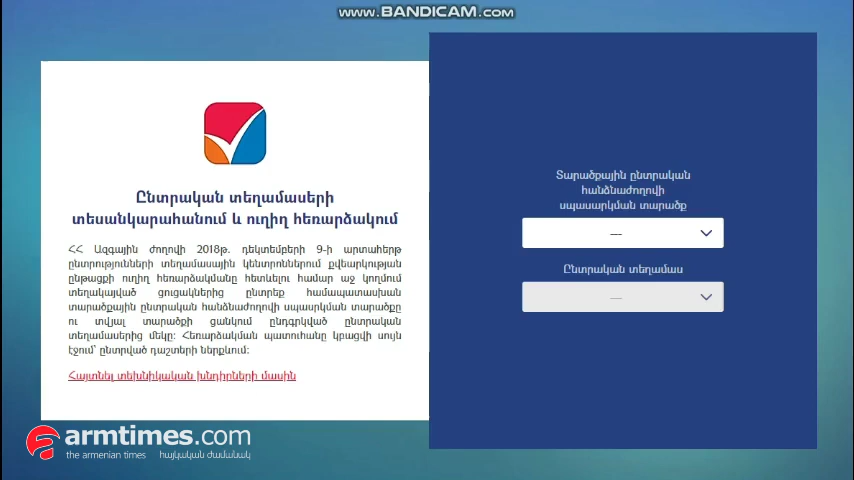 www.BANDICAM.com
Ընտրական տեղամասերի
տեսանկարահանում և ուղիղ հեռարձակում
ՀՀ Ազգային ժողովի 2018թ. դեկտեմբերի 9-ի արտահերթ
ընտրությունների տեղամասային կենտրոններում քվեարկության
ընթացքի ուղիղ հեռարձակմանը հետևելու համար աջ կողմում
տեղակայված ցուցակներից ընտրեք համապատասխան
տարածքային ընտրական հանձնաժողովի սպասարկման տարածքը
ու տվյալ տարածքի ցանկում ընդգրկված ընտրական
տեղամասերից մեկը։ Հեռարձակման պատուհանը կբացվի սույն
էջում՝ ընտրված դաշտերի ներքևում։
Հայտնել տեխնիկական խնդիրների մասին
Տարածքային ընտրական
հանձնաժողովի
սպասարկման տարածք
---
Ընտրական տեղամաս
---
armtimes.com
the armenian times հայկական ժամանակ